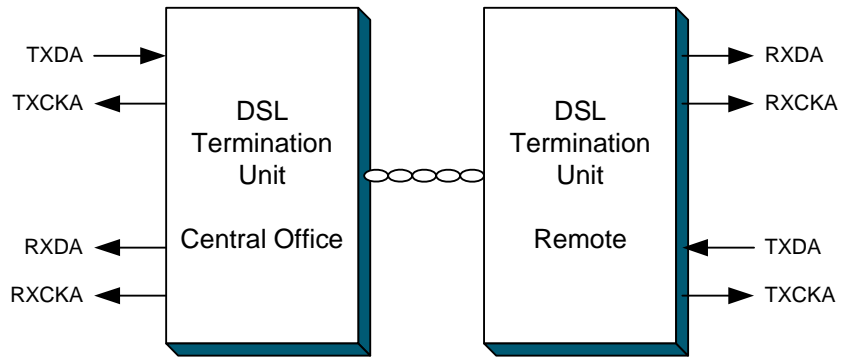 TXDA
TXCKA
RXDA
RXCKA
DSL
Termination
Unit
Central Office
DSL
Termination
Unit
Remote
RXDA
RXCKA
TXDA
TXCKA